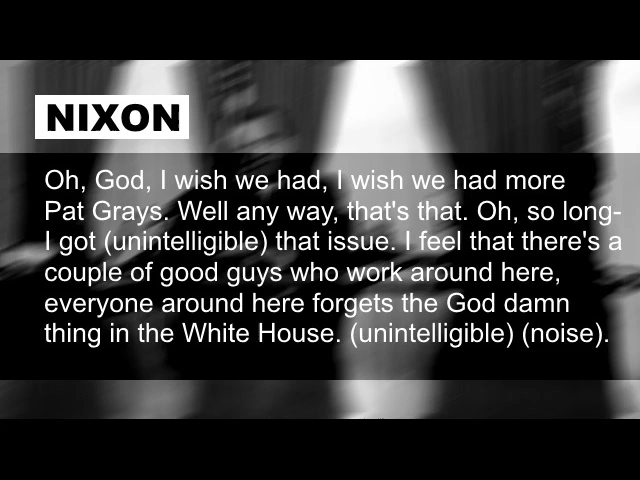 NIXON
Oh, God, I wish we had, I wish we had more
Pat Grays. Well any way, that's that. Oh, so long-
I got (unintelligible) that issue. I feel that there's a
couple of good guys who work around here,
everyone around here forgets the God damn
thing in the White House. (unintelligible) (noise).